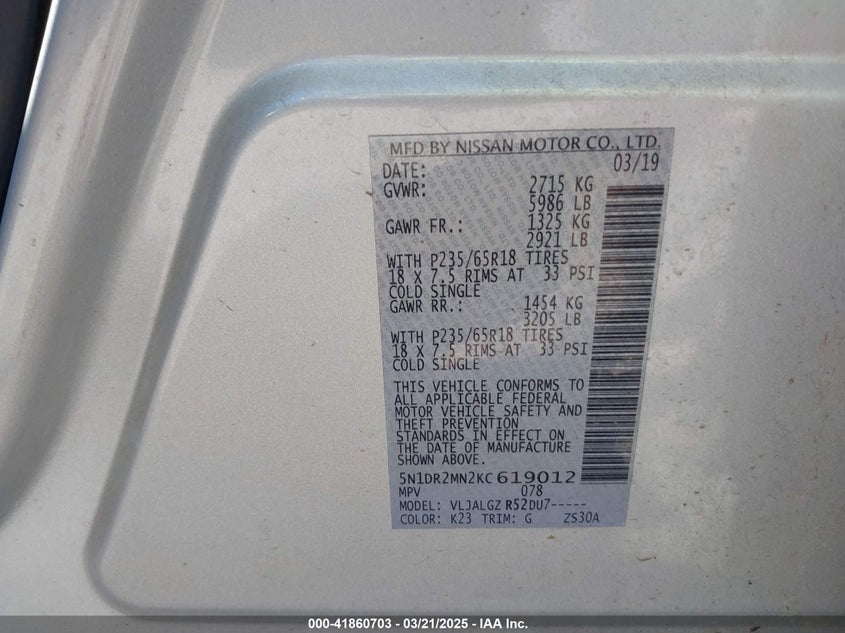 MFD BY NISSAN MOTOR CO., LTD.
DATE: 03/19
GVWR: 2715 KG
5986 LB
GAWR FR.: 1325 KG
2921 LB
WITH P235/65R18 TIRES
18 X 7.5 RIMS AT 33 PSI
COLD SINGLE
GAWR RR.: 1454 KG
3205 LB
WITH P235/65R18 TIRES
18 X 7.5 RIMS AT 33 PSI
COLD SINGLE
THIS VEHICLE CONFORMS TO
ALL APPLICABLE FEDERAL
MOTOR VEHICLE SAFETY AND
THEFT PREVENTION
STANDARDS IN EFFECT ON
THE DATE OF MANUFACTURE
SHOWN ABOVE.
5N1DR2MN2KC619012
MPV 078
MODEL: VLJALGZ R52DU7-----
COLOR: K23 TRIM: G ZS30A
000-41860703 - 03/21/2025 - IAA Inc.